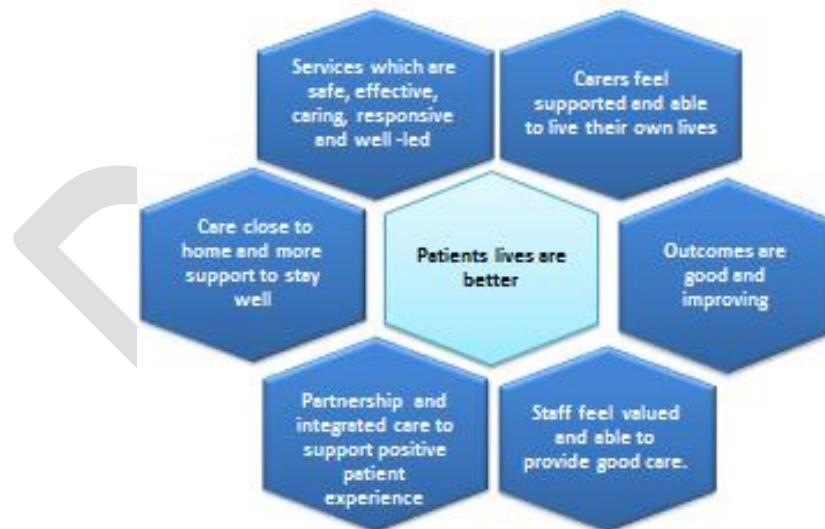 Services which are
safe, effective,
caring, responsive
and well -led
Carers feel
supported and able
to live their own lives
Care close to
home and more
support to stay
well
Patients lives are
better
Outcomes are
good and
improving
Partnership and
integrated care to
support positive
patient
experience
Staff feel valued
and able to
provide good care.